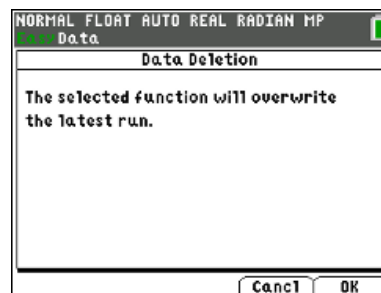 NORMAL FLOAT AUTO REAL RADIAN MP
EasyData
Data Deletion
The selected function will overwrite
the latest run.
Cancl OK